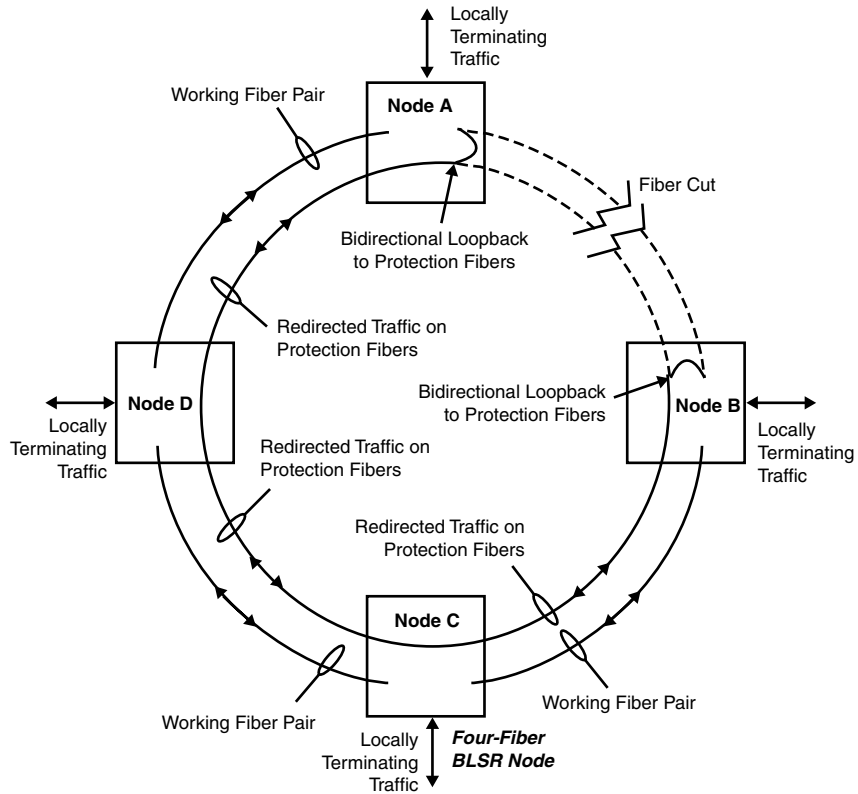 Locally
Terminating
Traffic
Working Fiber Pair
Node A
Fiber Cut
Bidirectional Loopback
to Protection Fibers
Redirected Traffic on
Protection Fibers
Node D
Locally
Terminating
Traffic
Bidirectional Loopback
to Protection Fibers
Node B
Locally
Terminating
Traffic
Redirected Traffic on
Protection Fibers
Redirected Traffic on
Protection Fibers
Node C
Working Fiber Pair
Working Fiber Pair
Locally
Terminating
Traffic
Four-Fiber
BLSR Node